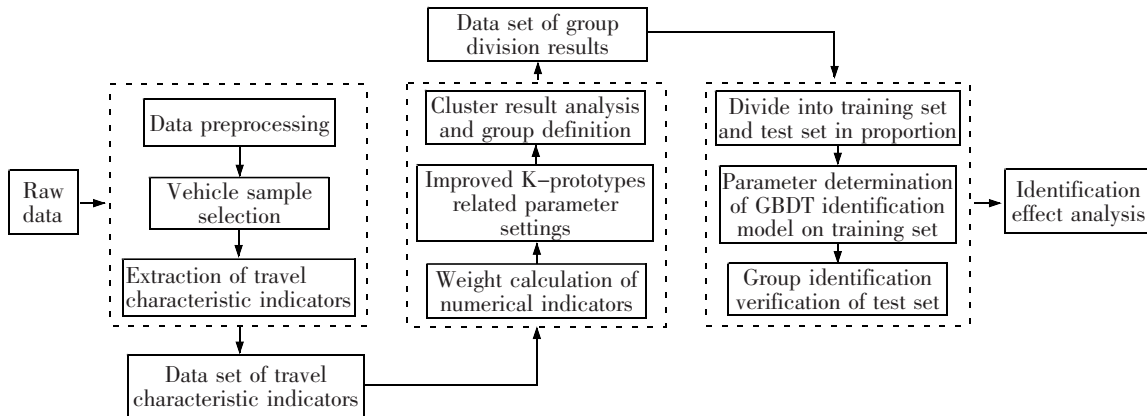 Raw
data
Data preprocessing
Vehicle sample
selection
Extraction of travel
characteristic indicators
Data set of travel
characteristic indicators
Data set of group
division results
Cluster result analysis
and group definition
Improved K-prototypes
related parameter
settings
Weight calculation of
numerical indicators
Divide into training set
and test set in proportion
Parameter determination
of GBDT identification
model on training set
Group identification
verification of test set
Identification
effect analysis